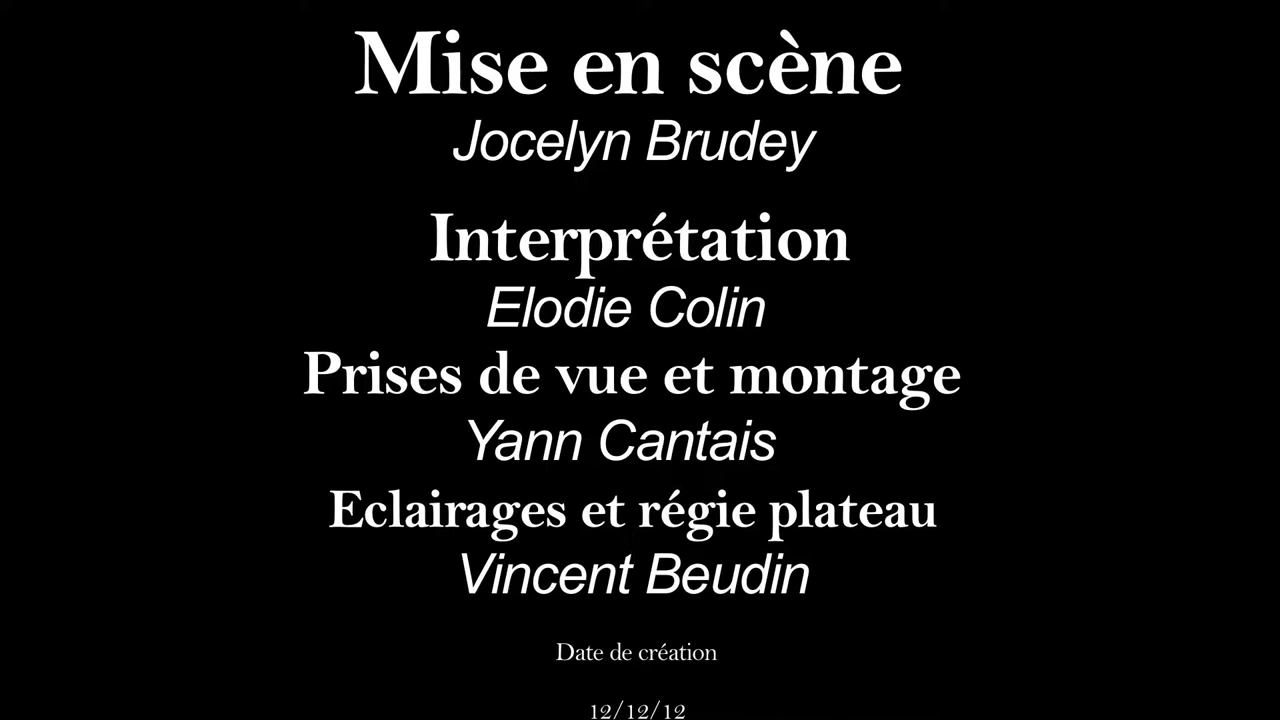 Mise en scène
Jocelyn Brudey
Interprétation
Elodie Colin
Prises de vue et montage
Yann Cantais
Eclairages et régie plateau
Vincent Beudin
Date de création
12/12/12